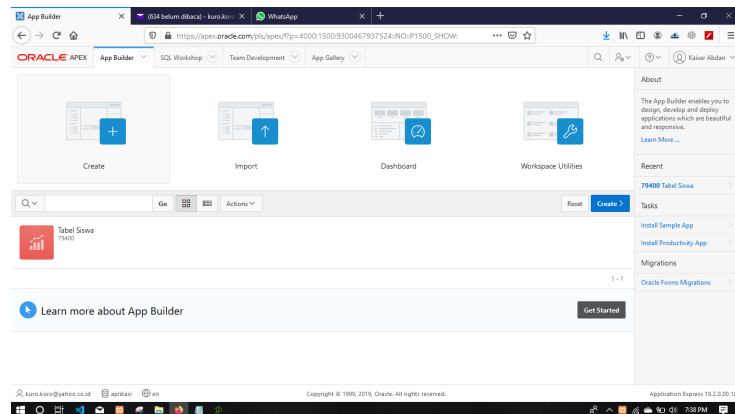 App Builder
(634 belum dibaca) - kuro.koro
WhatsApp
https://apex.oracle.com/pls/apex/f?p=4000:1500:9300467937524::NO:P1500_SHOW:
ORACLE APEX
App Builder
SQL Workshop
Team Development
App Gallery
Kaisar Abdan
Create
Import
Dashboard
Workspace Utilities
About
The App Builder enables you to
design, develop and deploy
applications which are beautiful
and responsive.
Learn More ...
Recent
79400 Tabel Siswa
Go
Actions
Reset
Create >
Tasks
Install Sample App
Install Productivity App
Migrations
Oracle Forms Migrations
Tabel Siswa
79400
1 - 1
Learn more about App Builder
Get Started
kuro.koro@yahoo.co.id
aplikasi
en
Copyright © 1999, 2019, Oracle. All rights reserved.
Application Express 19.2.0.00.18
7:38 PM